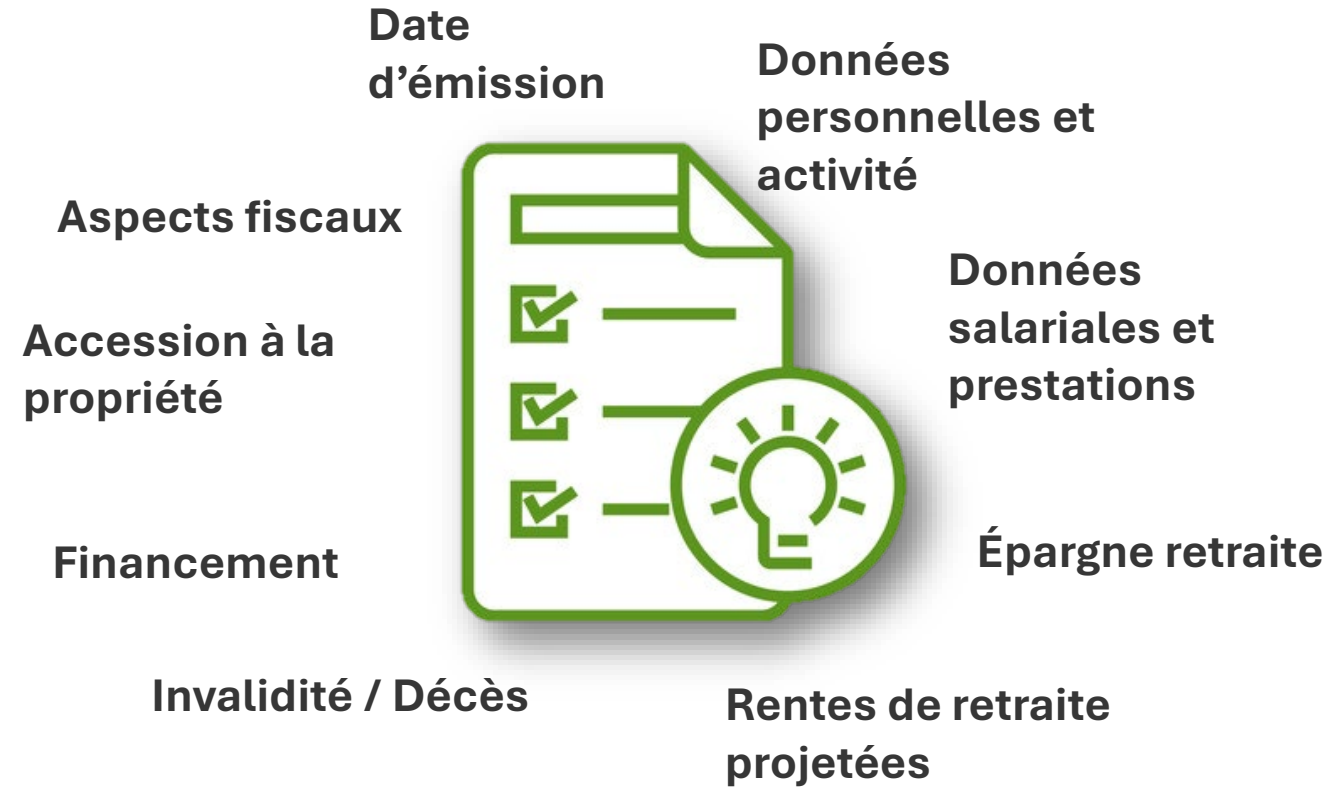 Date
d’émission
Données
personnelles et
activité
Données
salariales et
prestations
Épargne retraite
Rentes de retraite
projetées
Invalidité / Décès
Financement
Accession à la
propriété
Aspects fiscaux